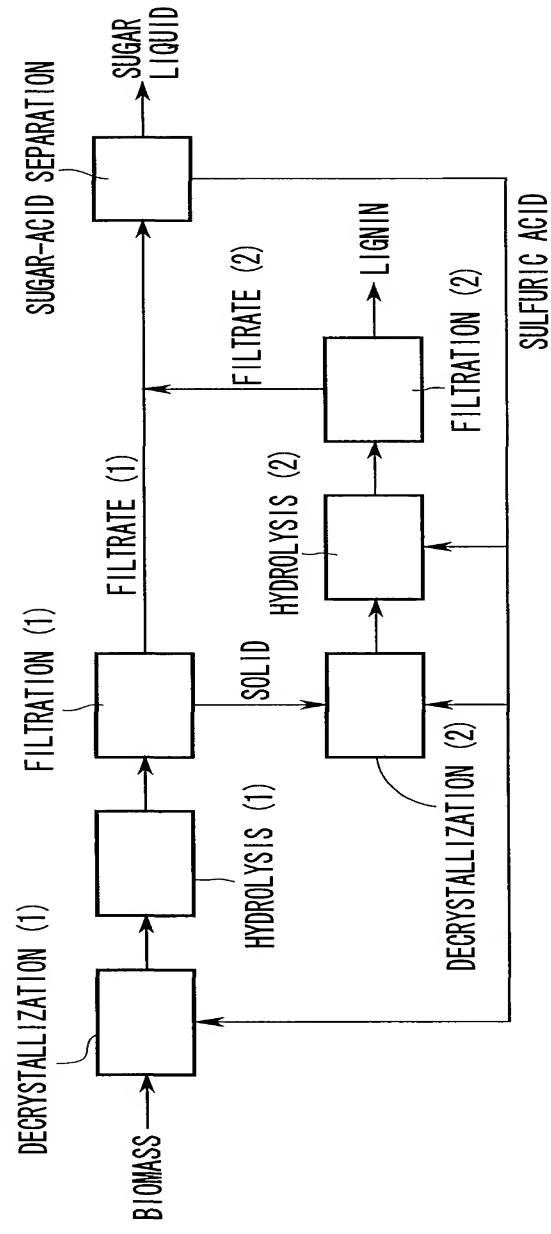 BIOMASS
DECRYSTALLIZATION (1)
HYDROLYSIS (1)
FILTRATION (1)
FILTRATE (1)
SUGAR-ACID SEPARATION
SUGAR
LIQUID
SOLID
DECRYSTALLIZATION (2)
HYDROLYSIS (2)
FILTRATION (2)
FILTRATE (2)
LIGNIN
SULFURIC ACID